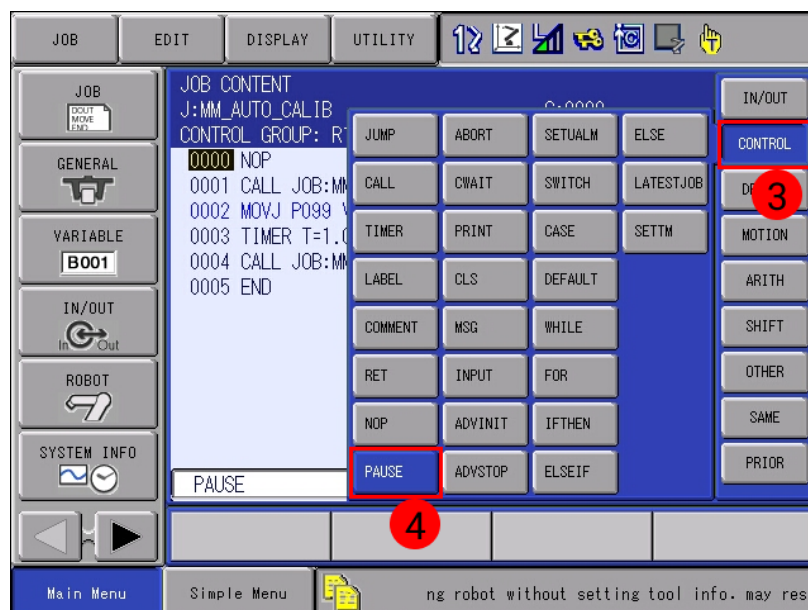 JOB EDIT DISPLAY UTILITY
JOB
DOUT
MOVE
END
GENERAL
VARIABLE
B001
IN/OUT
In Out
ROBOT
SYSTEM INFO
JOB CONTENT
J:MM_AUTO_CALIB
CONTROL GROUP:
0000 NOP
0001 CALL JOB:
0002 MOVJ P099
0003 TIMER T=1.
0004 CALL JOB:
0005 END
PAUSE
JUMP ABORT SETUALM ELSE
CALL CWAIT SWITCH LATESTJOB
TIMER PRINT CASE SETTM
LABEL CLS DEFAULT
COMMENT MSG WHILE
RET INPUT FOR
NOP ADVINIT IFTHEN
PAUSE ADVSTOP ELSEIF
4
IN/OUT
CONTROL
3
MOTION
ARITH
SHIFT
OTHER
SAME
PRIOR
Main Menu Simple Menu ng robot without setting tool info. may res